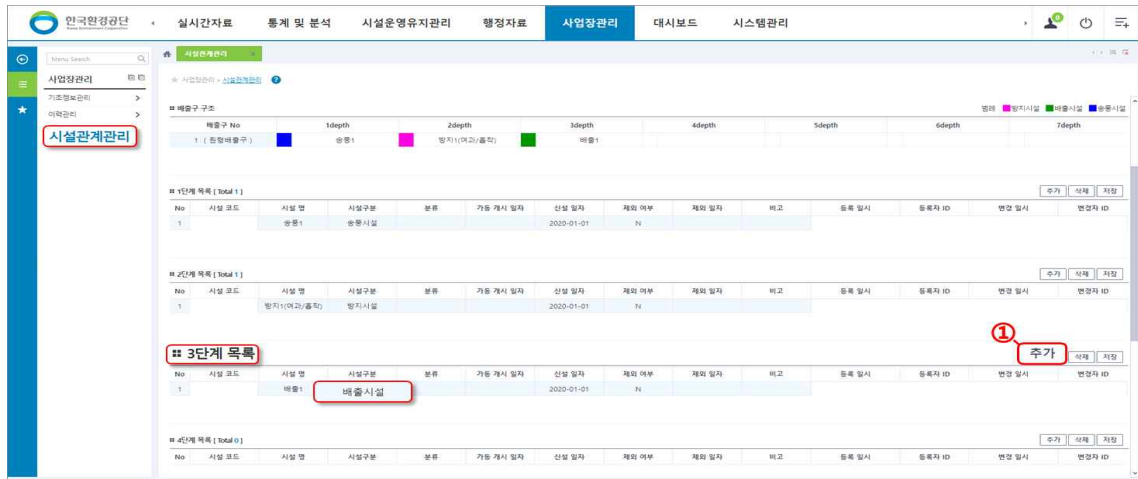 한국환경공단
Korea Environment Corporation
실시간자료 통계 및 분석 시설운영유지관리 행정자료 사업장관리 대시보드 시스템관리
0
Menu Search
사업장관리
기초정보관리
이력관리
시설관계관리
시설관계관리 ×
사업장관리 › 시설관계관리 ?
배출구 구조
범례 방지시설 배출시설 송풍시설
배출구 No 1depth 2depth 3depth 4depth 5depth 6depth 7depth
1 ( 원형배출구 ) 송풍1 방지1(여과/흡착) 배출1
1단계 목록 [ Total 1 ]
추가 삭제 저장
No 시설 코드 시설 명 시설구분 분류 가동 개시 일자 신설 일자 제외 여부 제외 일자 비고 등록 일시 등록자 ID 변경 일시 변경자 ID
1 송풍1 송풍시설 2020-01-01 N
2단계 목록 [ Total 1 ]
추가 삭제 저장
No 시설 코드 시설 명 시설구분 분류 가동 개시 일자 신설 일자 제외 여부 제외 일자 비고 등록 일시 등록자 ID 변경 일시 변경자 ID
1 방지1(여과/흡착) 방지시설 2020-01-01 N
①
3단계 목록
추가 삭제 저장
No 시설 코드 시설 명 시설구분 분류 가동 개시 일자 신설 일자 제외 여부 제외 일자 비고 등록 일시 등록자 ID 변경 일시 변경자 ID
1 배출1 배출시설 2020-01-01 N
4단계 목록 [ Total 0 ]
추가 삭제 저장
No 시설 코드 시설 명 시설구분 분류 가동 개시 일자 신설 일자 제외 여부 제외 일자 비고 등록 일시 등록자 ID 변경 일시 변경자 ID